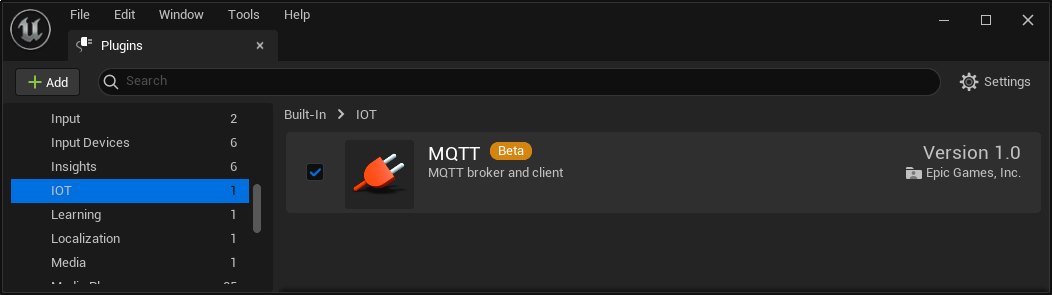 File Edit Window Tools Help
Plugins
Add
Search
Settings
Input 2
Input Devices 6
Insights 6
IOT 1
Learning 1
Localization 1
Media 1
Built-In > IOT
MQTT Beta
MQTT broker and client
Version 1.0
Epic Games, Inc.